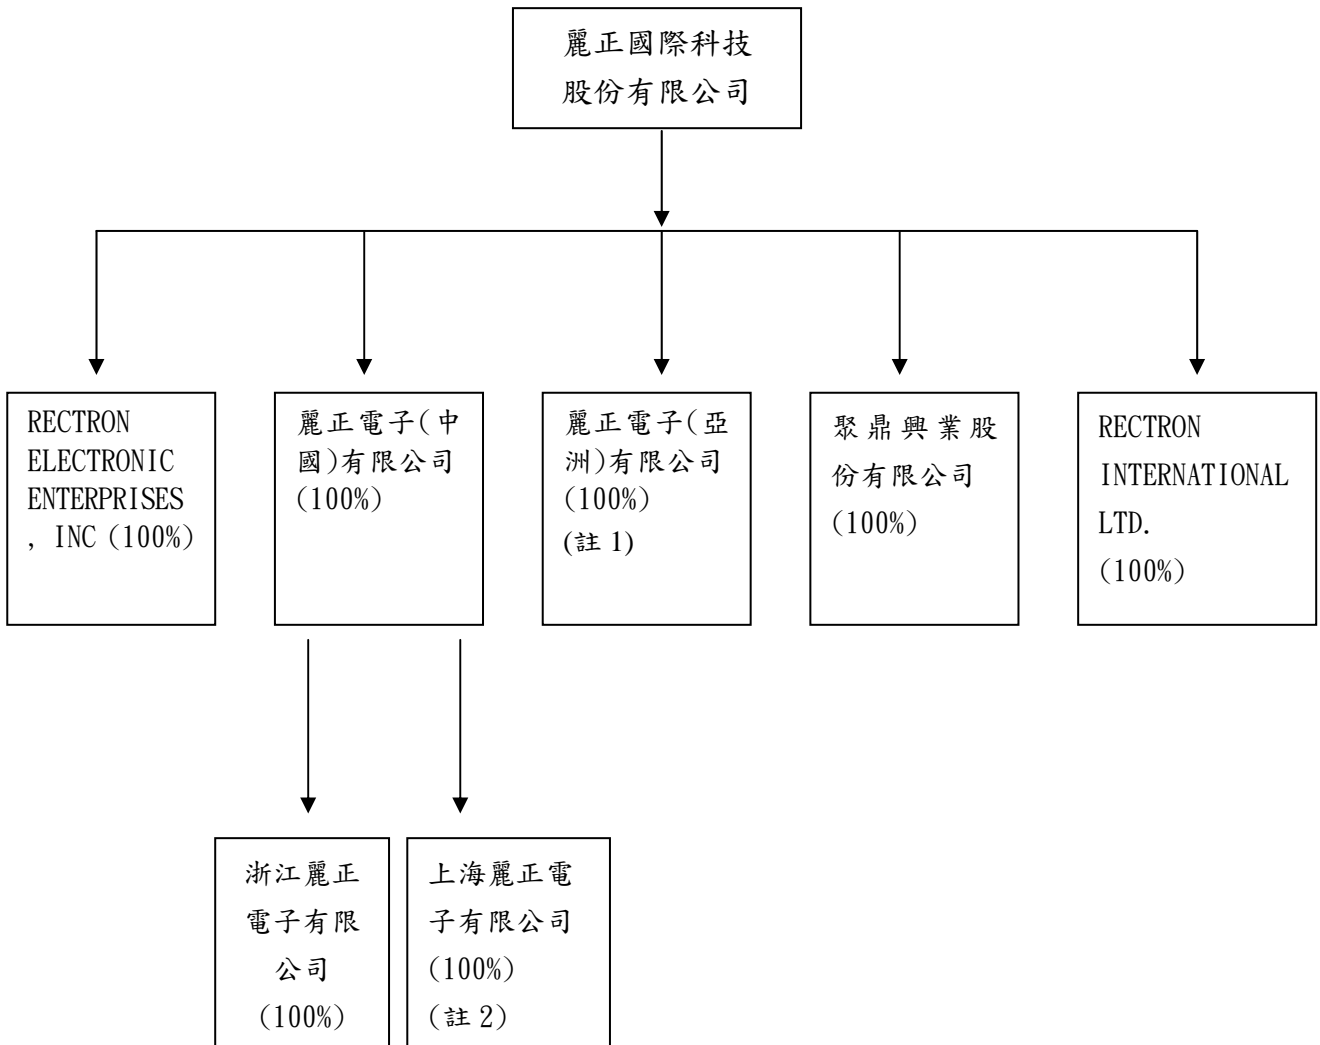 麗正國際科技
股份有限公司
RECTRON
ELECTRONIC
ENTERPRISES
, INC (100%)
麗正電子(中
國)有限公司
(100%)
麗正電子(亞
洲)有限公司
(100%)
(註 1)
聚鼎興業股
份有限公司
(100%)
RECTRON
INTERNATIONAL
LTD.
(100%)
浙江麗正
電子有限
公司
(100%)
上海麗正電
子有限公司
(100%)
(註 2)